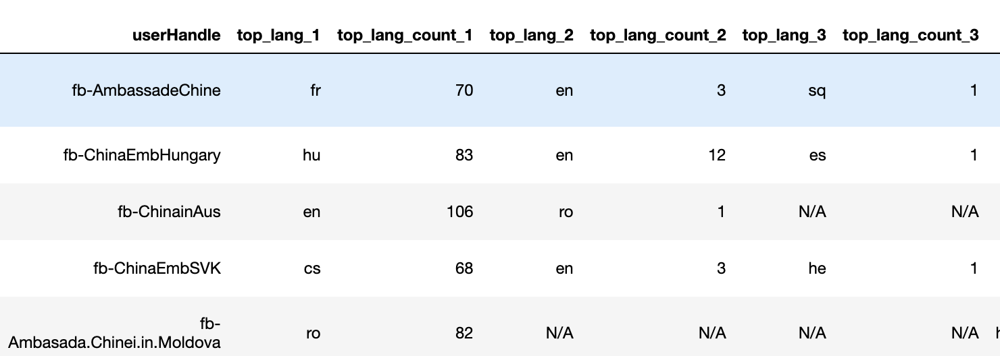 userHandle top_lang_1 top_lang_count_1 top_lang_2 top_lang_count_2 top_lang_3 top_lang_count_3
fb-AmbassadeChine fr 70 en 3 sq 1
fb-ChinaEmbHungary hu 83 en 12 es 1
fb-ChinainAus en 106 ro 1 N/A N/A
fb-ChinaEmbSVK cs 68 en 3 he 1
fb-
Ambasada.Chinei.in.Moldova ro 82 N/A N/A N/A N/A